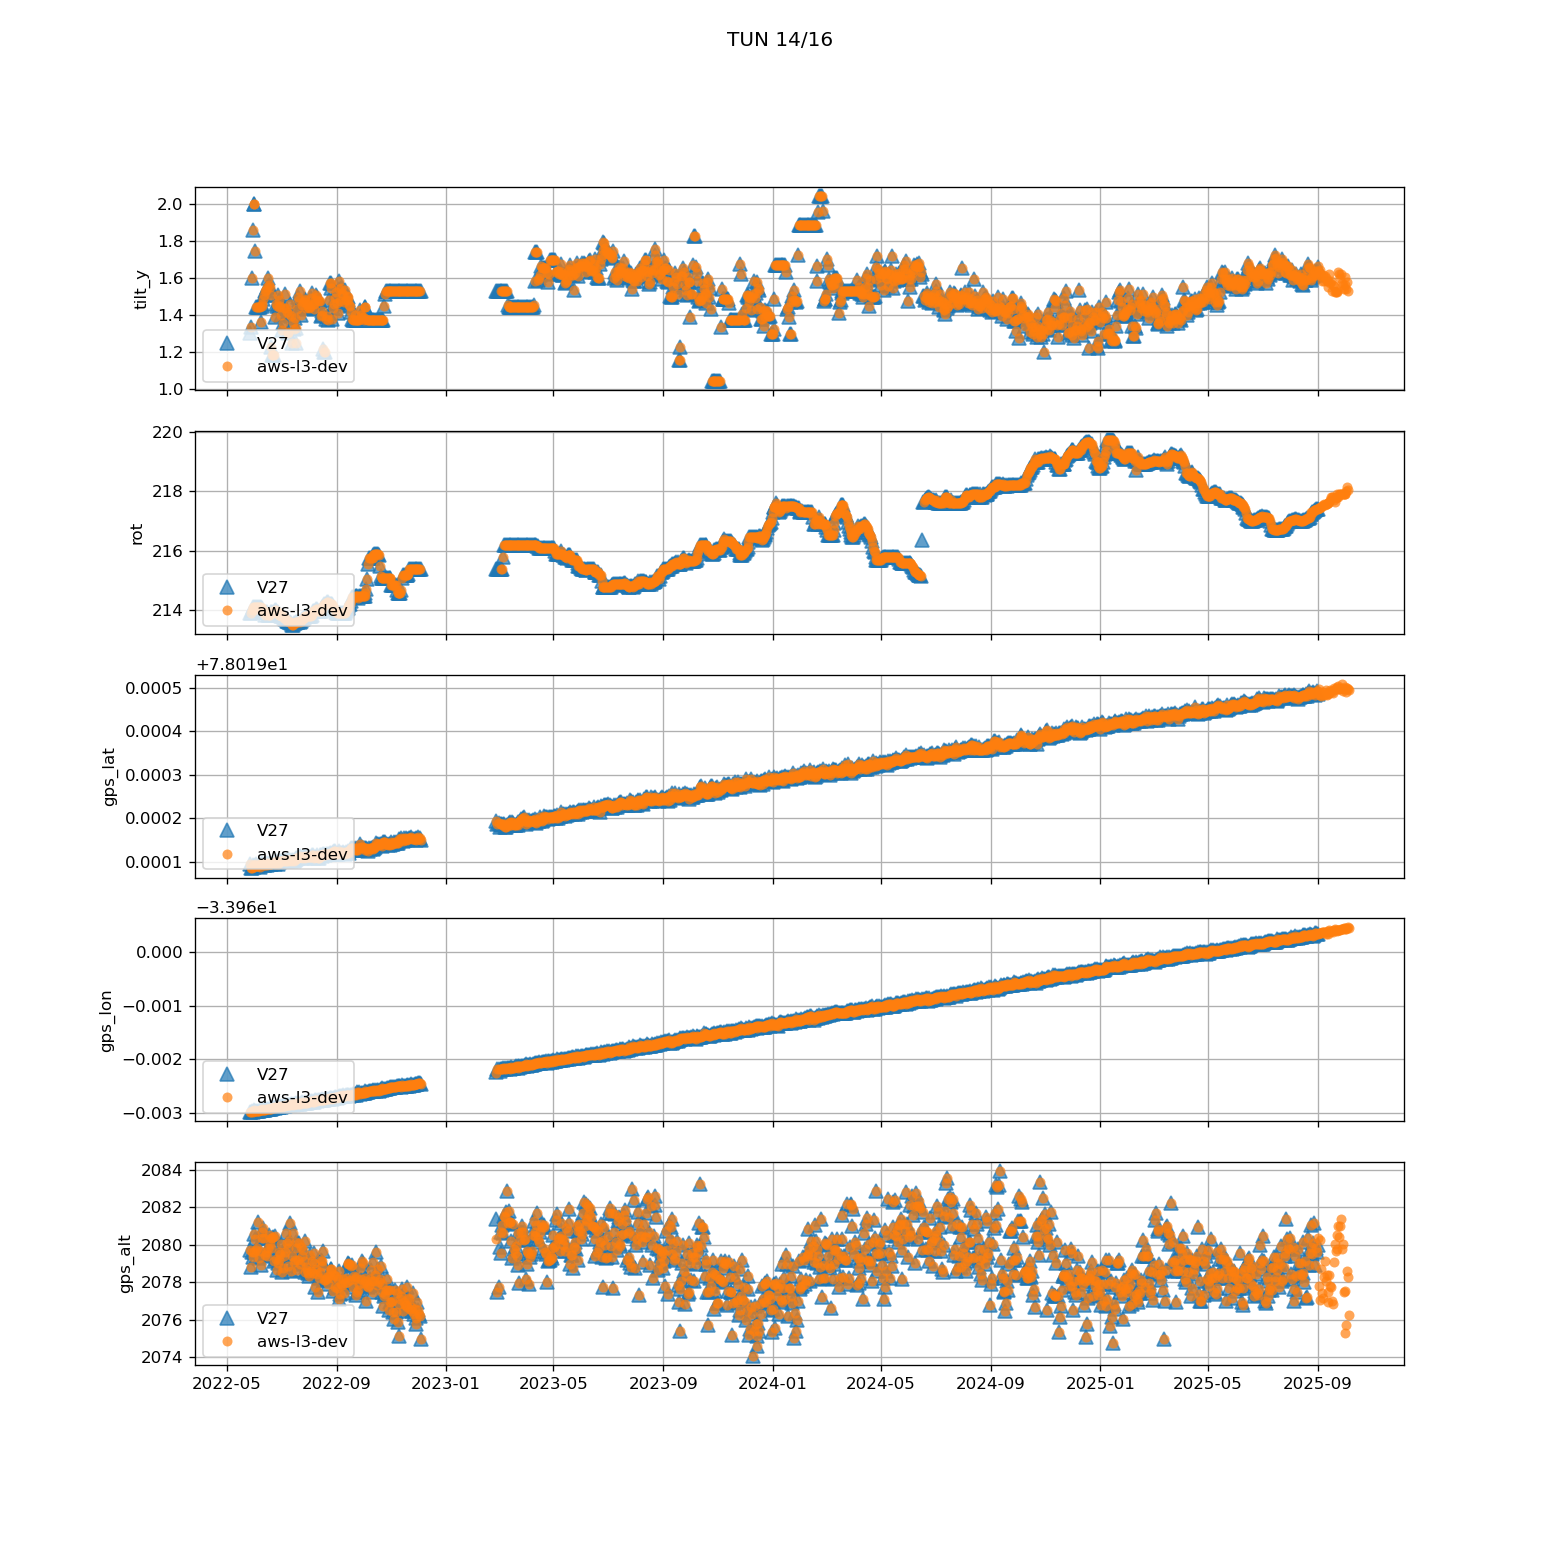 TUN 14/16
2.0
1.8
1.6
1.4
1.2
1.0
tilt_y
V27
aws-l3-dev
220
218
216
214
rot
V27
aws-l3-dev
+7.8019e1
0.0005
0.0004
0.0003
0.0002
0.0001
gps_lat
V27
aws-l3-dev
−3.396e1
0.000
−0.001
−0.002
−0.003
gps_lon
V27
aws-l3-dev
2084
2082
2080
2078
2076
2074
gps_alt
V27
aws-l3-dev
2022-05 2022-09 2023-01 2023-05 2023-09 2024-01 2024-05 2024-09 2025-01 2025-05 2025-09